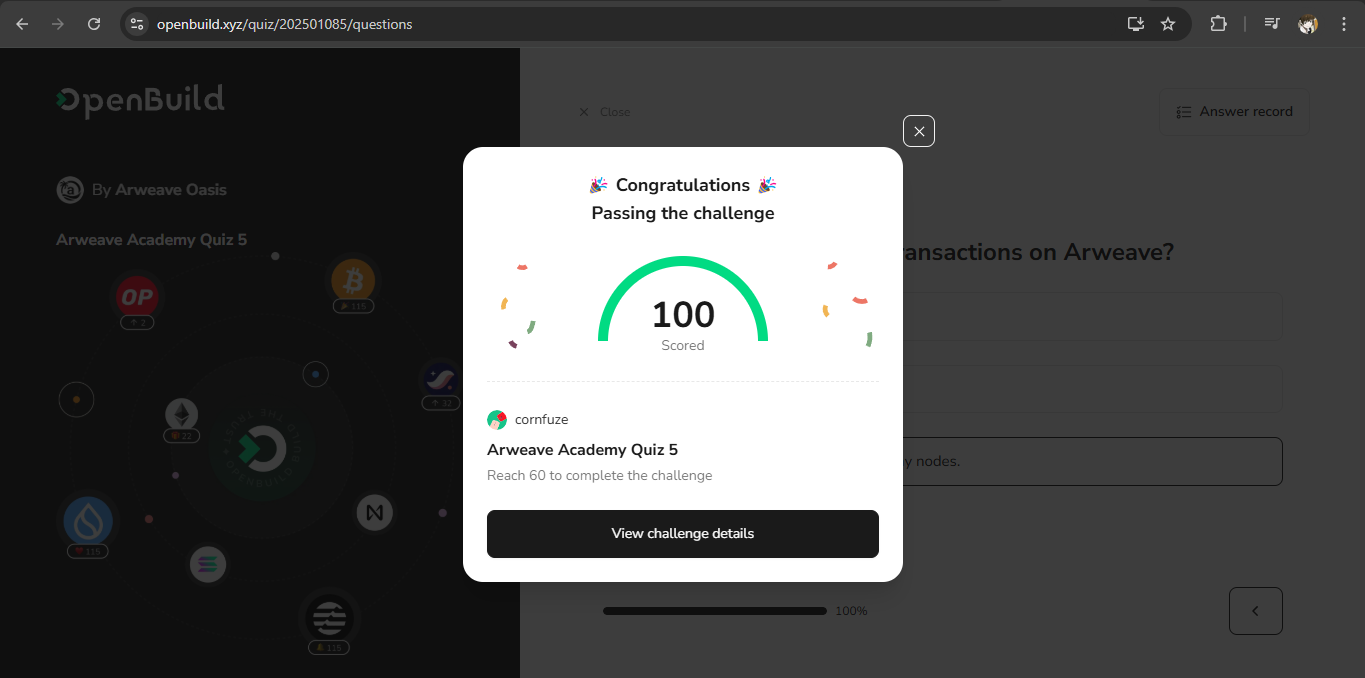 openbuild.xyz/quiz/202501085/questions
OpenBuild
Close
Answer record
By Arweave Oasis
Arweave Academy Quiz 5
Congratulations
Passing the challenge
100
Scored
cornfuze
Arweave Academy Quiz 5
Reach 60 to complete the challenge
View challenge details
ransactions on Arweave?
y nodes.
100%
OP
2
115
32
22
115
115